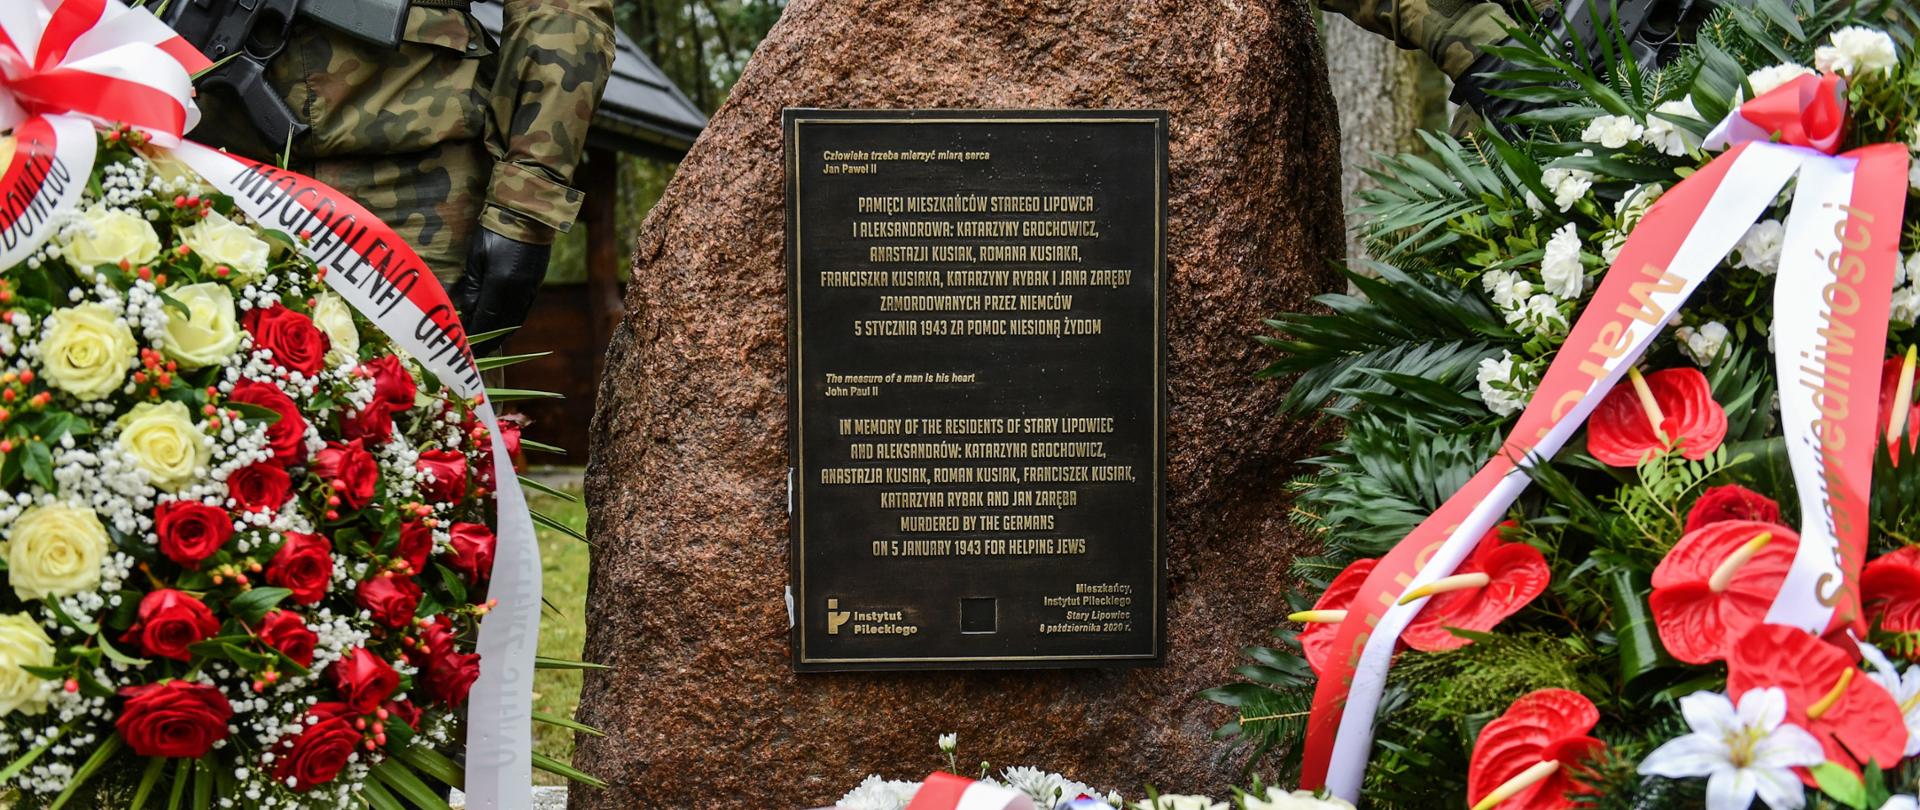 DOWIEC
MAGDALENA GAWIN
Człowieka trzeba mierzyć miarą serca
Jan Paweł II
PAMIĘCI MIESZKAŃCÓW STAREGO LIPOWCA
I ALEKSANDROWA: KATARZYNY GROCHOWICZ,
ANASTAZJI KUSIAK, ROMANA KUSIAKA,
FRANCISZKA KUSIAKA, KATARZYNY RYBAK I JANA ZARĘBY
ZAMORDOWANYCH PRZEZ NIEMCÓW
5 STYCZNIA 1943 ZA POMOC NIESIONĄ ŻYDOM
The measure of a man is his heart
John Paul II
IN MEMORY OF THE RESIDENTS OF STARY LIPOWIEC
AND ALEKSANDRÓW: KATARZYNA GROCHOWICZ,
ANASTAZJA KUSIAK, ROMAN KUSIAK, FRANCISZEK KUSIAK,
KATARZYNA RYBAK AND JAN ZARĘBA
MURDERED BY THE GERMANS
ON 5 JANUARY 1943 FOR HELPING JEWS
Instytut
Pileckiego
Mieszkańcy,
Instytut Pileckiego
Stary Lipowiec
8 października 2020 r.
Sprawiedliwości